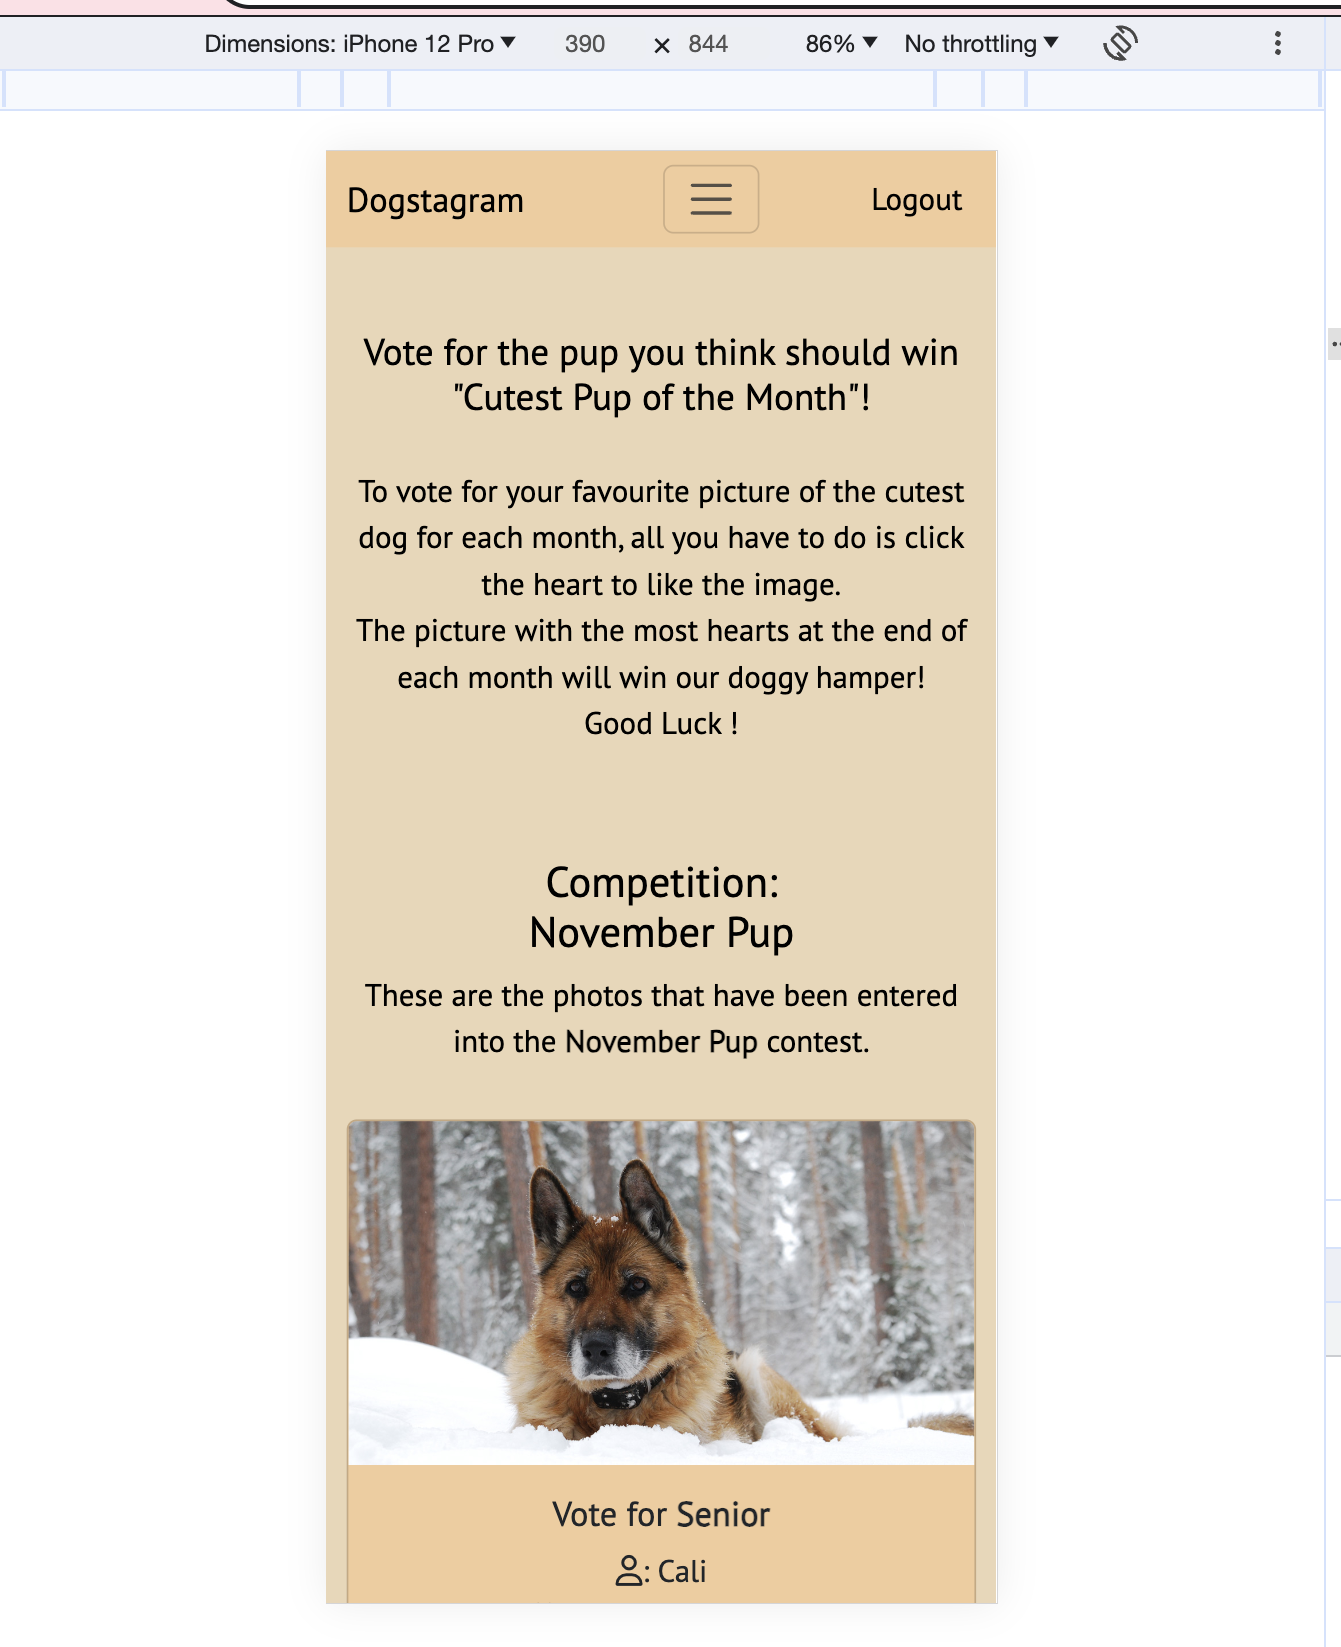 Dimensions: iPhone 12 Pro 390 × 844 86% No throttling
Dogstagram Logout
Vote for the pup you think should win
"Cutest Pup of the Month"!
To vote for your favourite picture of the cutest
dog for each month, all you have to do is click
the heart to like the image.
The picture with the most hearts at the end of
each month will win our doggy hamper!
Good Luck !
Competition:
November Pup
These are the photos that have been entered
into the November Pup contest.
Vote for Senior
: Cali